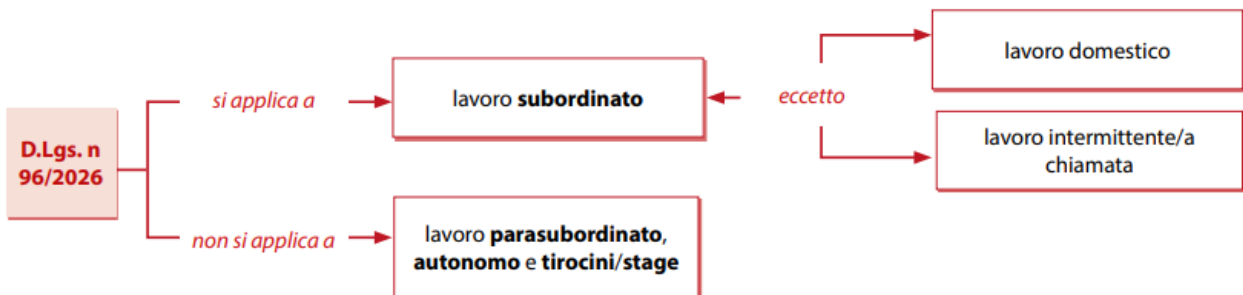 D.Lgs. n
96/2026
si applica a
lavoro subordinato
eccetto
lavoro domestico
lavoro intermittente/a
chiamata
non si applica a
lavoro parasubordinato,
autonomo e tirocini/stage